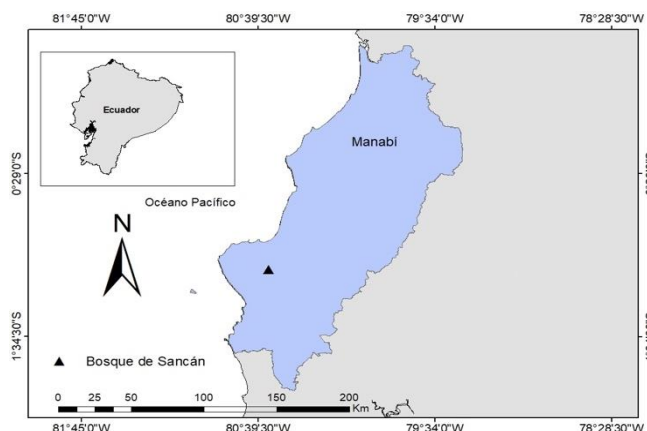 81°45'0"W 80°39'30"W 79°34'0"W 78°28'30"W
Ecuador
Manabí
0°29'S
Océano Pacífico
N
1°34'30"S
Bosque de Sancán
0 25 50 100 150 200
Km
81°45'0"W 80°39'30"W 79°34'0"W 78°28'30"W